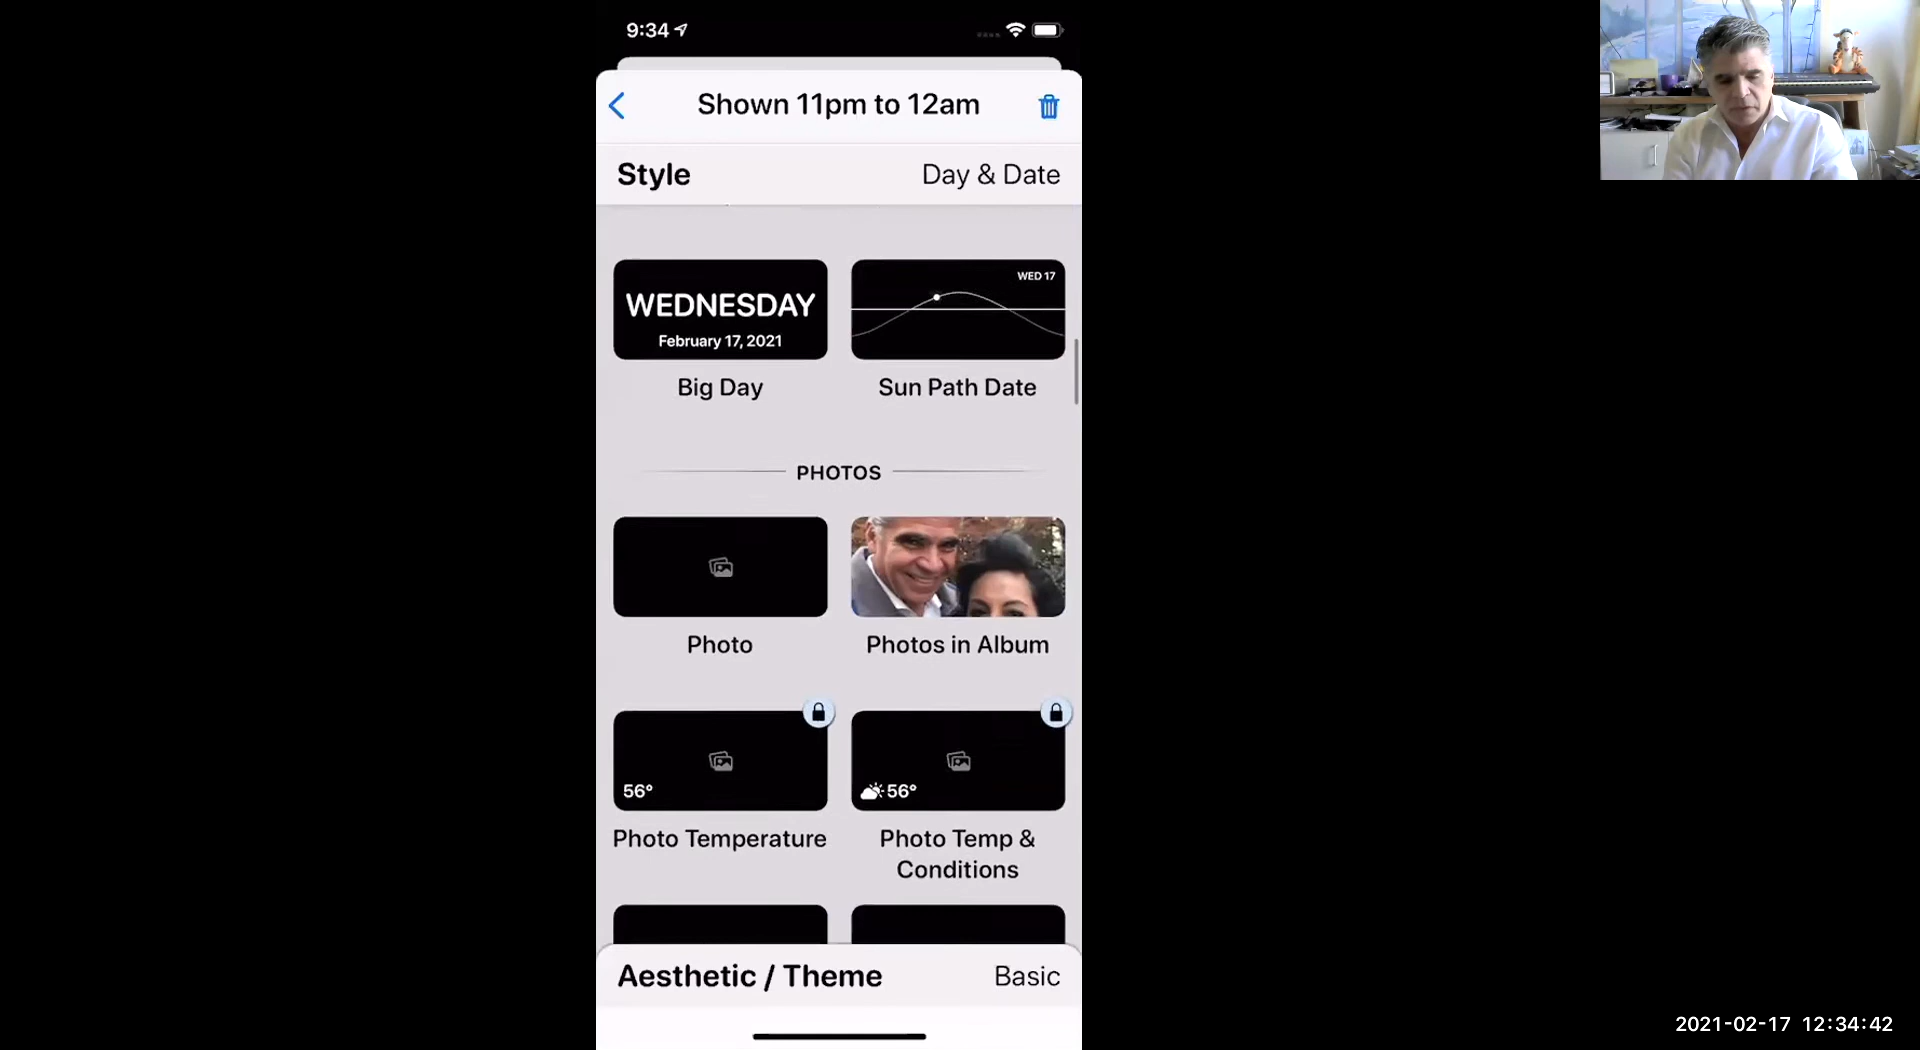 9:34
Shown 11pm to 12am
Style Day & Date
WEDNESDAY
February 17, 2021
WED 17
Big Day Sun Path Date
PHOTOS
Photo Photos in Album
56° 56°
Photo Temperature Photo Temp &
Conditions
Aesthetic / Theme Basic
2021-02-17 12:34:42